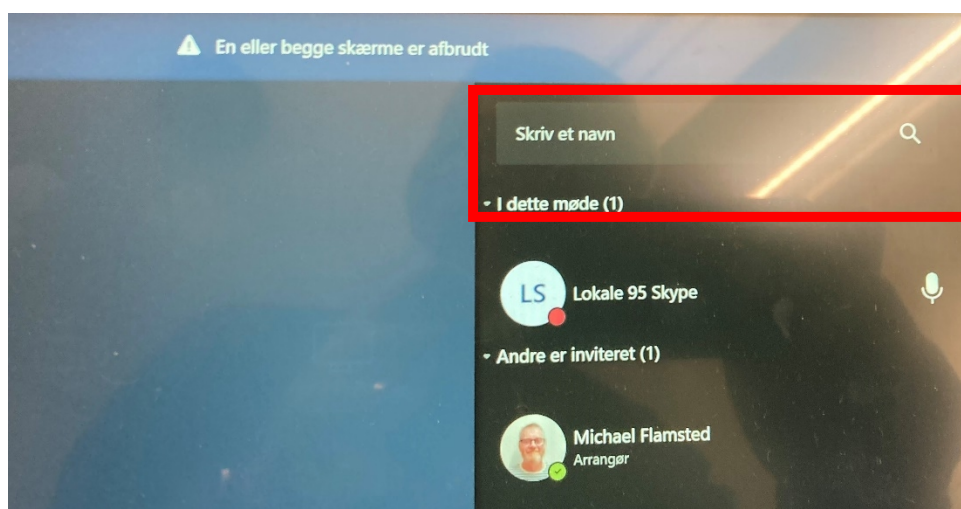 En eller begge skærme er afbrudt
Skriv et navn
I dette møde (1)
LS Lokale 95 Skype
Andre er inviteret (1)
Michael Flamsted
Arrangør